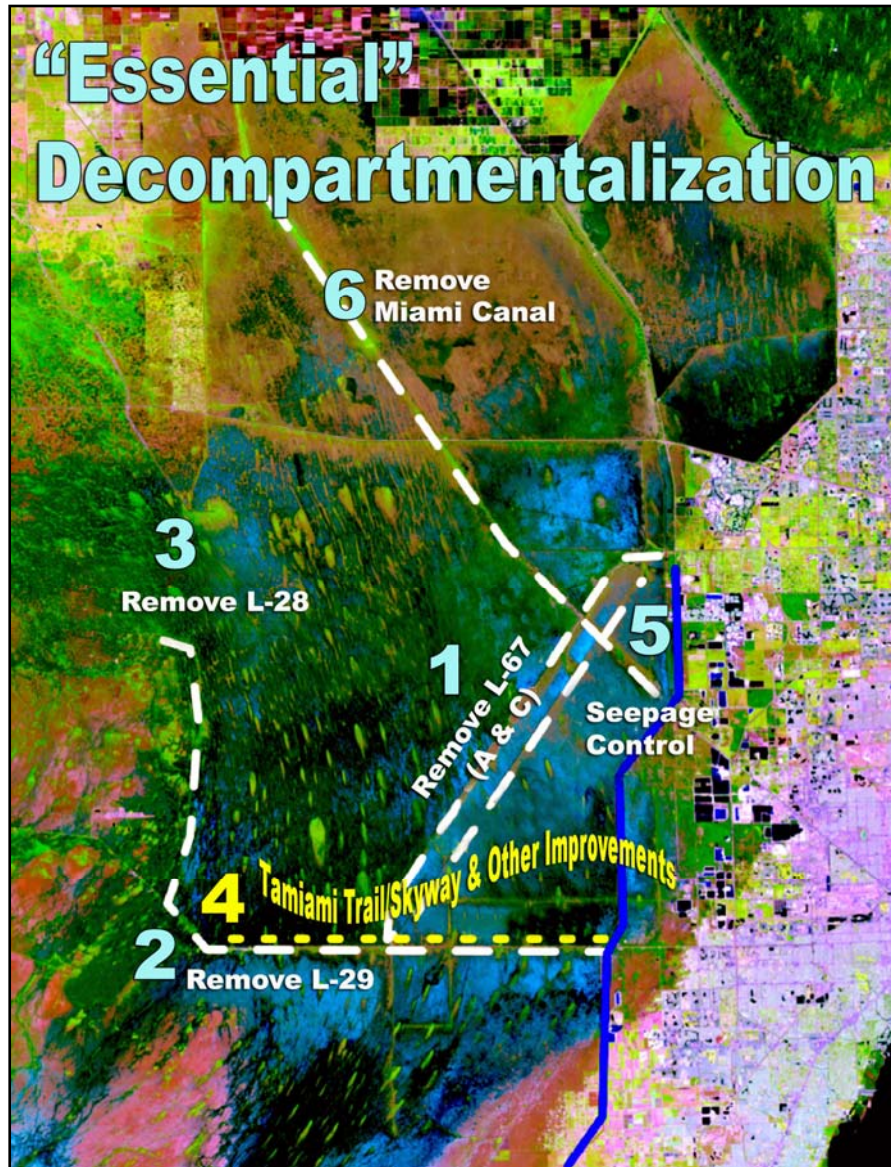 “Essential”
Decompartmentalization
6
Remove
Miami Canal
3
Remove L-28
1
Remove L-67
(A & C)
5
Seepage
Control
4
Tamiami Trail/Skyway & Other Improvements
2
Remove L-29